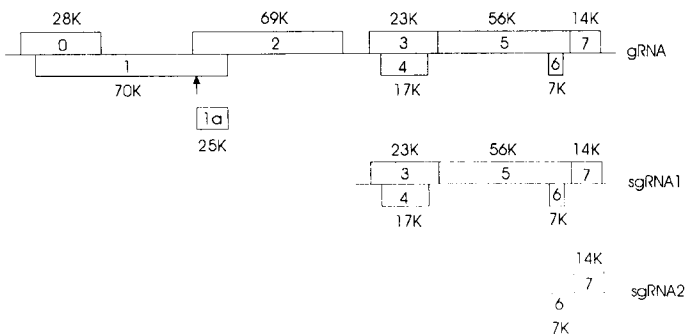 28K 69K 23K 56K 14K
0 2 3 5 7 gRNA
1 4 6
70K 17K 7K
1a
25K
23K 56K 14K
3 5 7 sgRNA1
4 6
17K 7K
14K
7 sgRNA2
6
7K